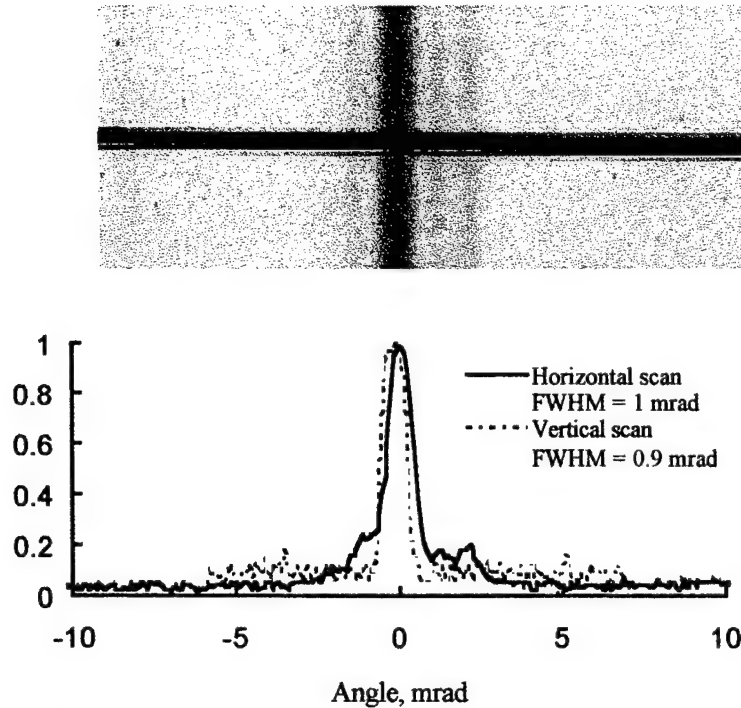 1
0.8
0.6
0.4
0.2
0
Horizontal scan
FWHM = 1 mrad
Vertical scan
FWHM = 0.9 mrad
-10 -5 0 5 10
Angle, mrad